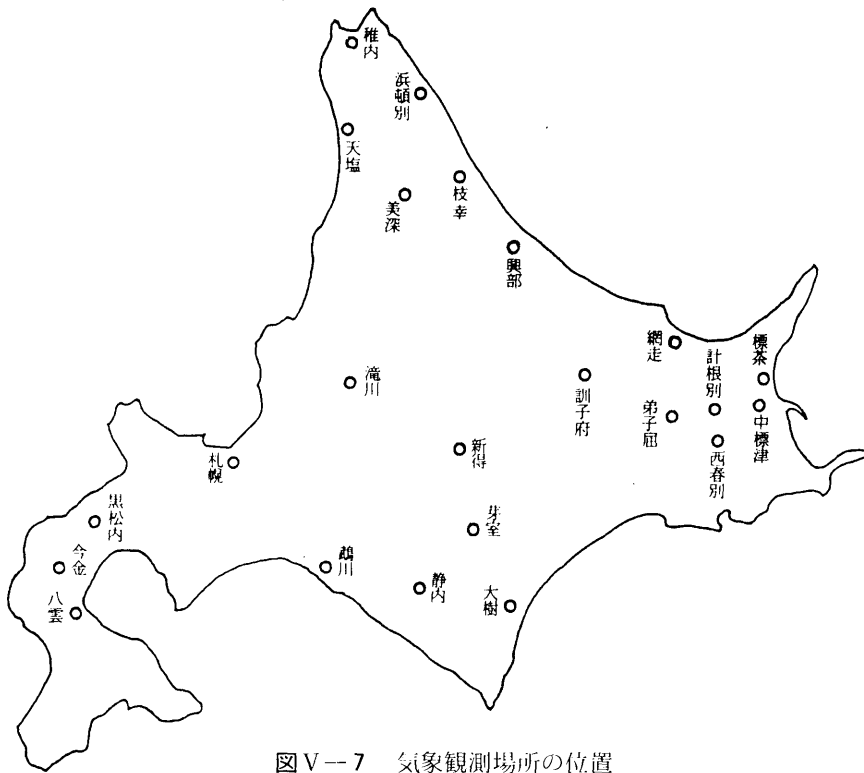 稚内
浜頓別
天塩
枝幸
美深
興部
網走
標茶
計根別
滝川
訓子府
弟子屈
中標津
西春別
新得
札幌
黒松内
芽室
今金
鵡川
静内
大樹
八雲
図Ⅴ-7 気象観測場所の位置